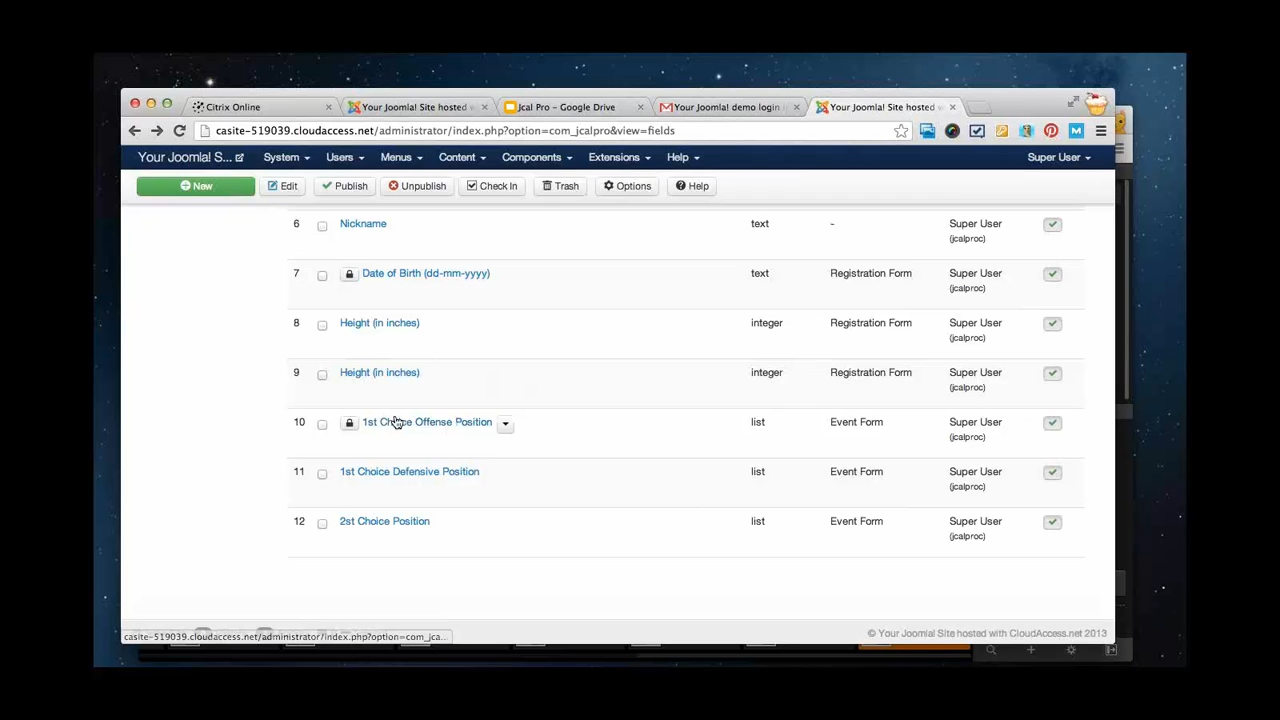 Citrix Online
Your Joomla! Site hosted w
Jcal Pro – Google Drive
Your Joomla! demo login i
Your Joomla! Site hosted w
casite-519039.cloudaccess.net/administrator/index.php?option=com_jcalpro&view=fields
Your Joomla S... System Users Menus Content Components Extensions Help Super User
New Edit Publish Unpublish Check In Trash Options Help
6 Nickname text - Super User
(jcalproc)
7 Date of Birth (dd-mm-yyyy) text Registration Form Super User
(jcalproc)
8 Height (in inches) integer Registration Form Super User
(jcalproc)
9 Height (in inches) integer Registration Form Super User
(jcalproc)
10 1st Choice Offense Position list Event Form Super User
(jcalproc)
11 1st Choice Defensive Position list Event Form Super User
(jcalproc)
12 2st Choice Position list Event Form Super User
(jcalproc)
© Your Joomla Site hosted with CloudAccess.net 2013
casite-519039.cloudaccess.net/administrator/index.php?option=com_jca...